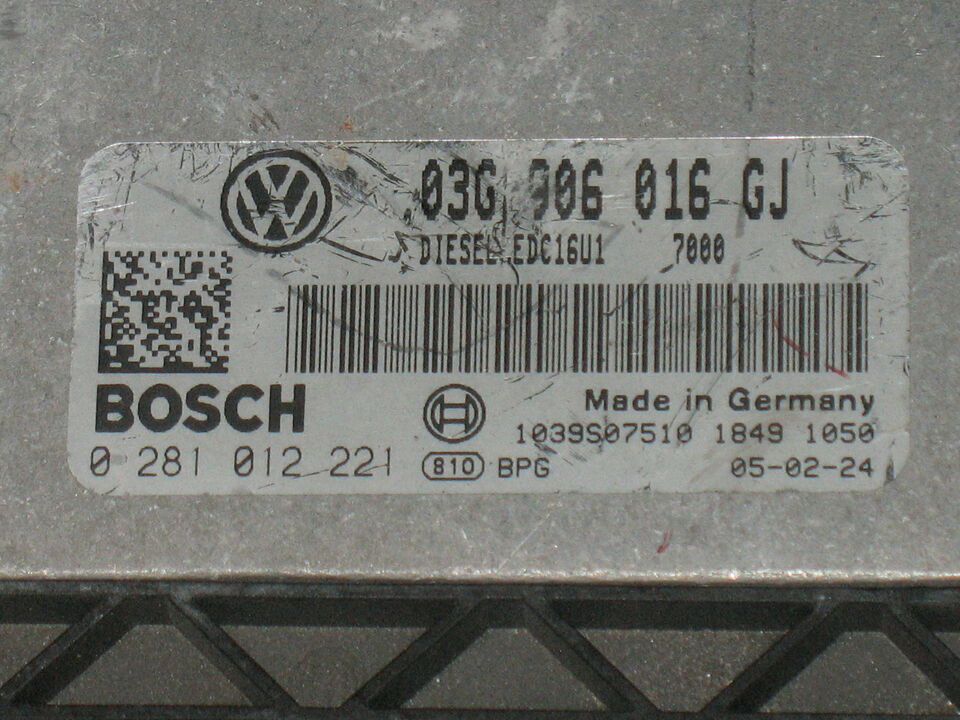 03G 906 016 GJ
DIESEL EDC16U1 7000
BOSCH
Made in Germany
1039S07510 1849 1050
0 281 012 221 810 BPG 05-02-24